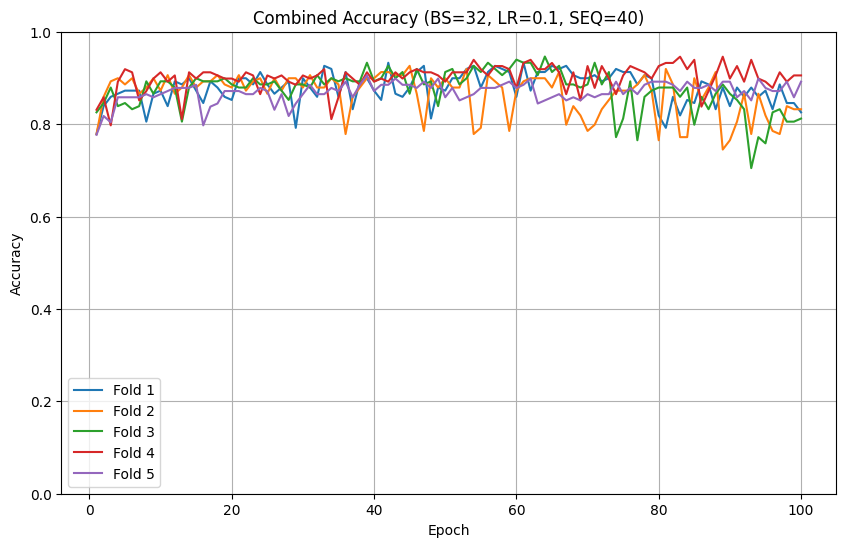 Combined Accuracy (BS=32, LR=0.1, SEQ=40)
1.0
0.8
0.6
0.4
0.2
0.0
Accuracy
Fold 1
Fold 2
Fold 3
Fold 4
Fold 5
0 20 40 60 80 100
Epoch